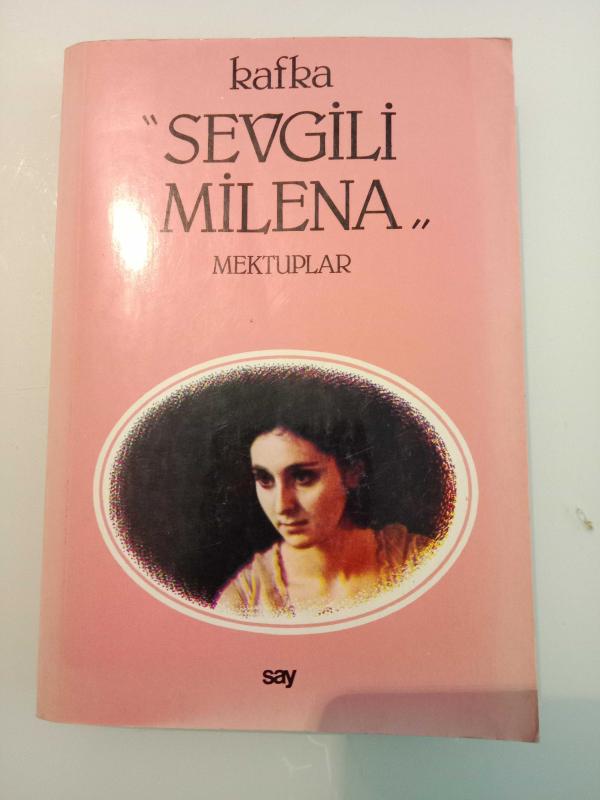 kafka
"SEVGİLİ
MİLENA„
MEKTUPLAR
say